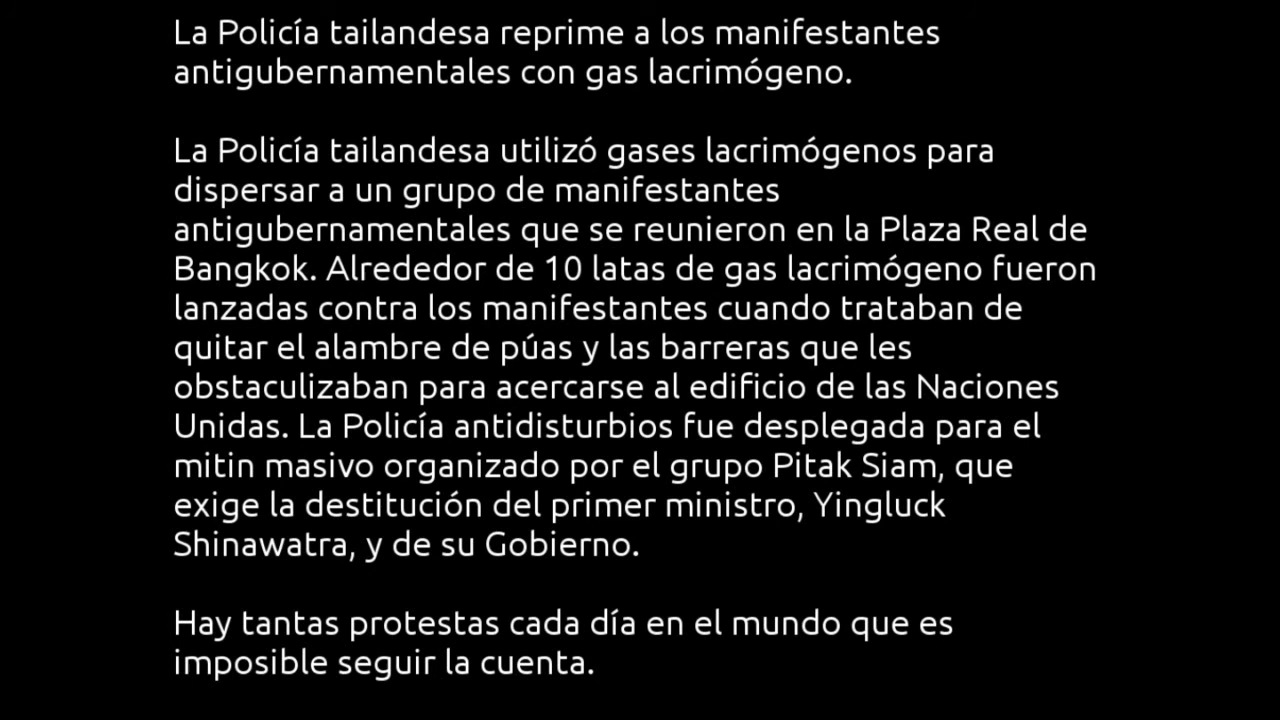 La Policía tailandesa reprime a los manifestantes
antigubernamentales con gas lacrimógeno.
La Policía tailandesa utilizó gases lacrimógenos para
dispersar a un grupo de manifestantes
antigubernamentales que se reunieron en la Plaza Real de
Bangkok. Alrededor de 10 latas de gas lacrimógeno fueron
lanzadas contra los manifestantes cuando trataban de
quitar el alambre de púas y las barreras que les
obstaculizaban para acercarse al edificio de las Naciones
Unidas. La Policía antidisturbios fue desplegada para el
mitin masivo organizado por el grupo Pitak Siam, que
exige la destitución del primer ministro, Yingluck
Shinawatra, y de su Gobierno.
Hay tantas protestas cada día en el mundo que es
imposible seguir la cuenta.